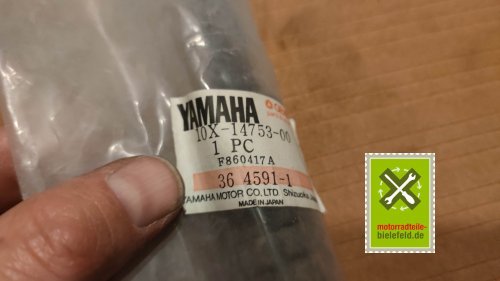 YAMAHA
10X-14753-00
1 PC
F860417A
36 4591-1
YAMAHA MOTOR CO. LTD Shizuoka
MADE IN JAPAN
motorradteile-
bielefeld.de